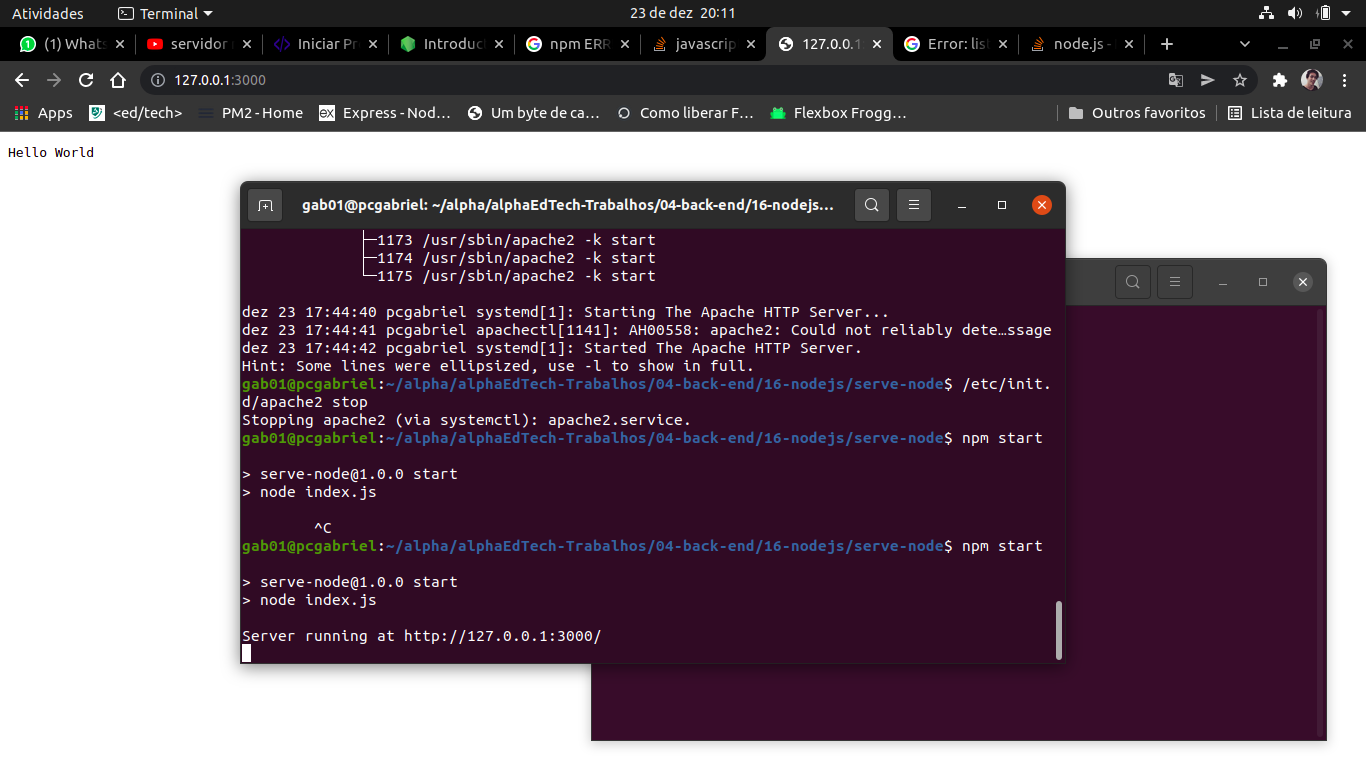 Atividades Terminal 23 de dez 20:11
(1) Whats servidor Iniciar Pr Introduc npm ERR javascrip 127.0.0.1 Error: lis node.js -
127.0.0.1:3000
Apps <ed/tech> PM2 - Home ex Express - Nod... Um byte de ca... Como liberar F... Flexbox Frogg... Outros favoritos Lista de leitura
Hello World
gab01@pcgabriel: ~/alpha/alphaEdTech-Trabalhos/04-back-end/16-nodejs...
├─1173 /usr/sbin/apache2 -k start
├─1174 /usr/sbin/apache2 -k start
└─1175 /usr/sbin/apache2 -k start
dez 23 17:44:40 pcgabriel systemd[1]: Starting The Apache HTTP Server...
dez 23 17:44:41 pcgabriel apachectl[1141]: AH00558: apache2: Could not reliably dete…ssage
dez 23 17:44:42 pcgabriel systemd[1]: Started The Apache HTTP Server.
Hint: Some lines were ellipsized, use -l to show in full.
gab01@pcgabriel:~/alpha/alphaEdTech-Trabalhos/04-back-end/16-nodejs/serve-node$ /etc/init.
d/apache2 stop
Stopping apache2 (via systemctl): apache2.service.
gab01@pcgabriel:~/alpha/alphaEdTech-Trabalhos/04-back-end/16-nodejs/serve-node$ npm start
> serve-node@1.0.0 start
> node index.js
^C
gab01@pcgabriel:~/alpha/alphaEdTech-Trabalhos/04-back-end/16-nodejs/serve-node$ npm start
> serve-node@1.0.0 start
> node index.js
Server running at http://127.0.0.1:3000/